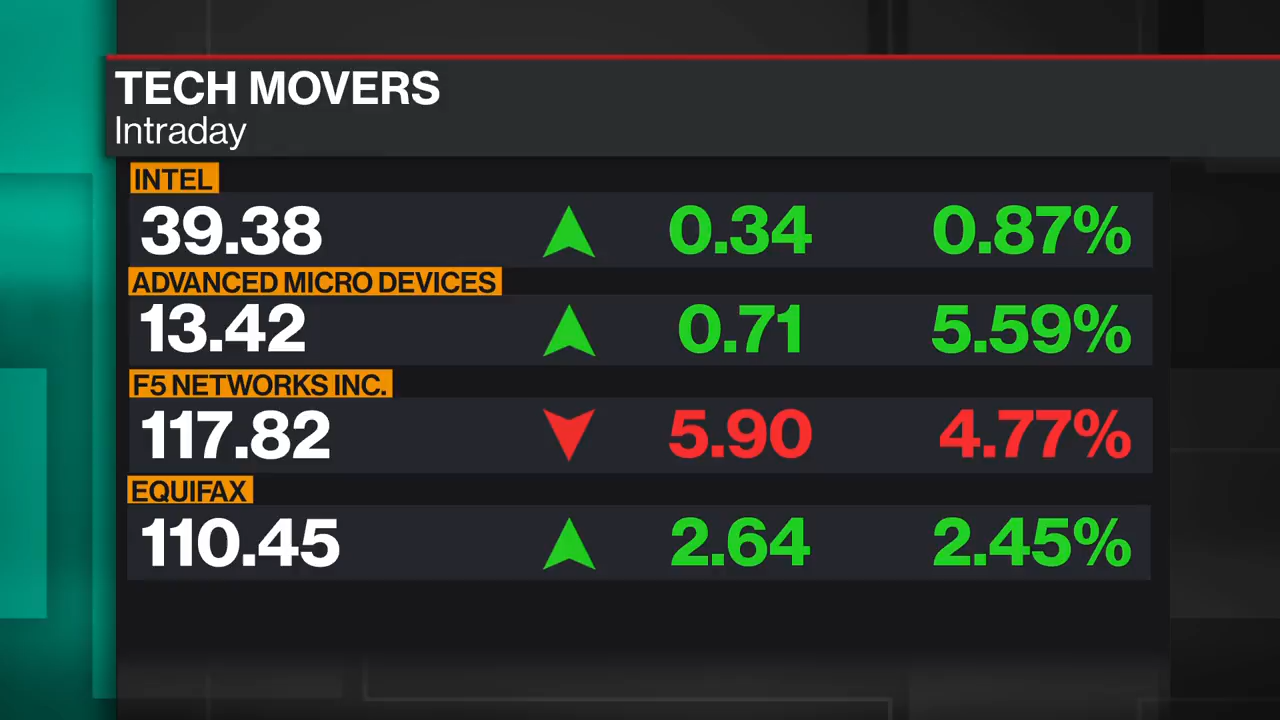 TECH MOVERS
Intraday
INTEL
39.38 ▲ 0.34 0.87%
ADVANCED MICRO DEVICES
13.42 ▲ 0.71 5.59%
F5 NETWORKS INC.
117.82 ▼ 5.90 4.77%
EQUIFAX
110.45 ▲ 2.64 2.45%